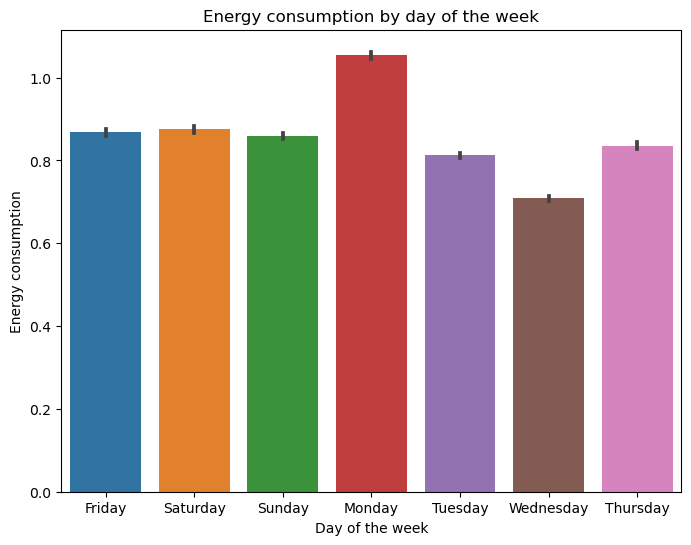 Energy consumption by day of the week
Energy consumption
1.0
0.8
0.6
0.4
0.2
0.0
Friday Saturday Sunday Monday Tuesday Wednesday Thursday
Day of the week